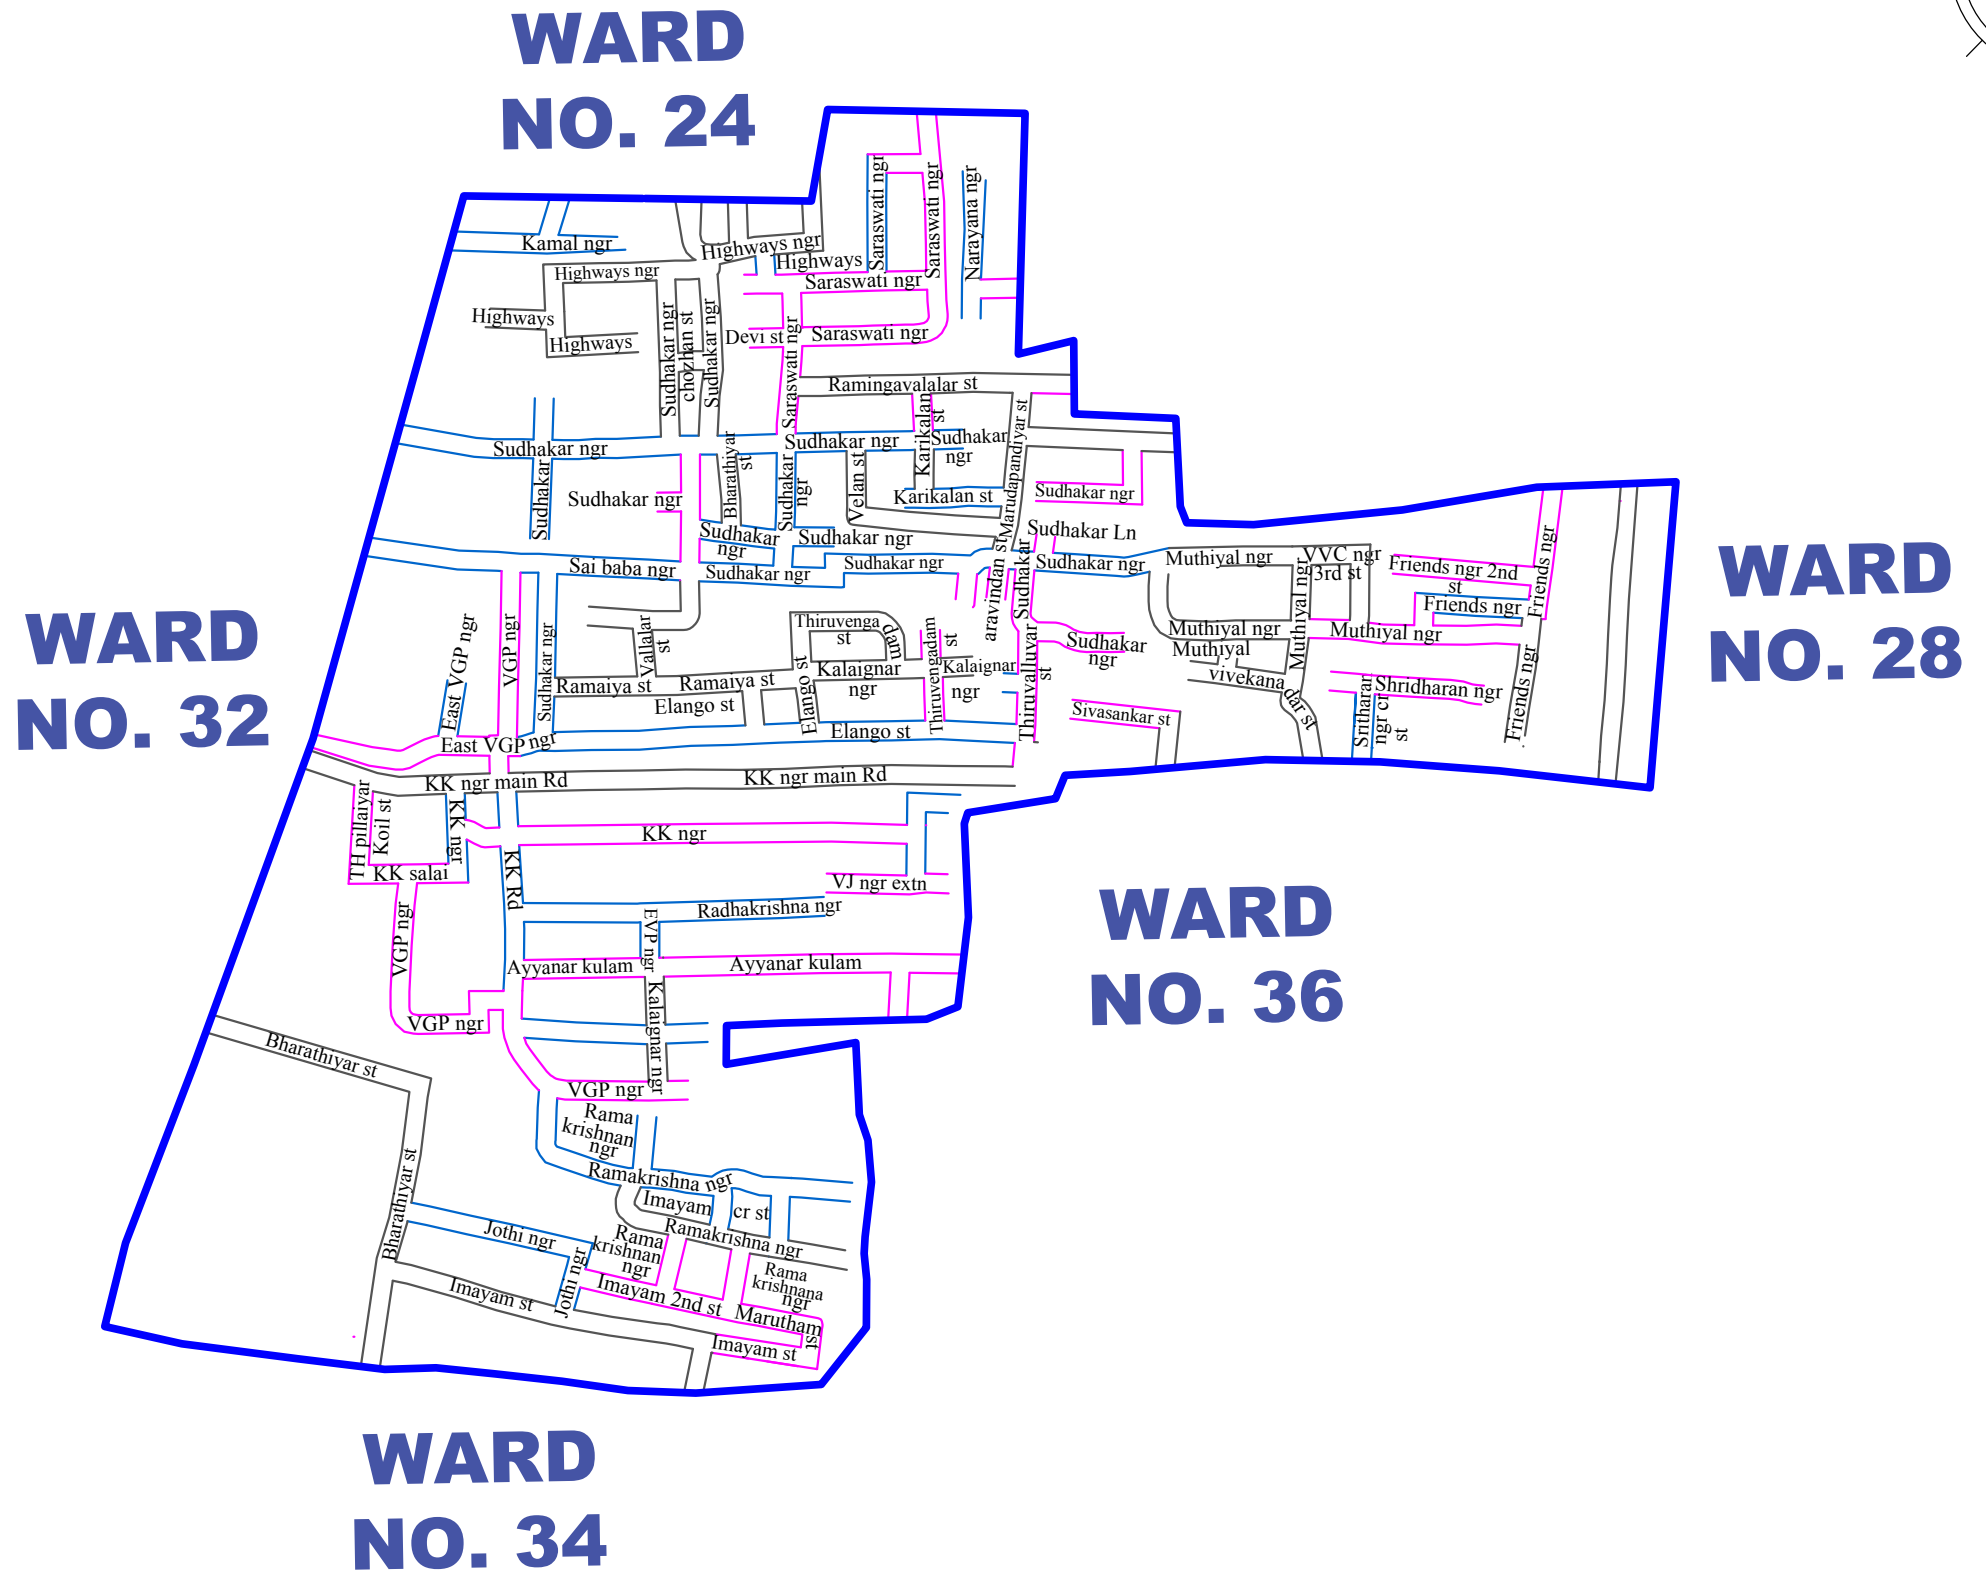 WARD
NO. 24
Saraswati ngr
Saraswati ngr
Narayana ngr
Kamal ngr
Highways ngr
Highways
Highways ngr
Saraswati ngr
Highways
Highways
Sudhakar ngr
chozhan st
Sudhakar ngr
Devi st
Saraswati ngr
Saraswati ngr
Ramingavalalar st
Karikalan
st
Marudapandiyar st
Sudhakar ngr
Sudhakar ngr
Sudhakar
ngr
Sudhakar
Sudhakar ngr
Bharathiyar
st
Sudhakar
ngr
Velan st
Karikalan st
Sudhakar ngr
Sudhakar Ln
Sudhakar
ngr
Sudhakar ngr
Sai baba ngr
Sudhakar ngr
Sudhakar ngr
aravindan st
Sudhakar
Sudhakar ngr
Muthiyal ngr
VVC ngr
3rd st
Friends ngr 2nd
st
Friends ngr
Friends ngr
WARD
NO. 28
WARD
NO. 32
East VGP ngr
VGP ngr
Sudhakar ngr
Vallalar
st
Thiruvenga
st
dam
Thiruvengadam
st
Kalaignar
ngr
Kalaignar
ngr
Thiruvalluvar
st
Sudhakar
ngr
Muthiyal ngr
Muthiyal
Muthiyal ngr
Muthiyal ngr
vivekana
dar st
Shridharan ngr
Sritharan
ngr cr
st
Friends ngr
Ramaiya st
Ramaiya st
Elango st
Elango st
Elango st
Sivasankar st
East VGP ngr
KK ngr main Rd
KK ngr main Rd
TH pillaiyar
Koil st
KK ngr
KK ngr
KK salai
KK Rd
VJ ngr extn
Radhakrishna ngr
EVP ngr
VGP ngr
Ayyanar kulam
Ayyanar kulam
Kalaignar ngr
VGP ngr
WARD
NO. 36
Bharathiyar st
VGP ngr
Rama
krishnan
ngr
Ramakrishna ngr
Imayam
cr st
Bharathiyar st
Jothi ngr
Jothi ngr
Rama
krishnan
ngr
Ramakrishna ngr
Rama
krishnana
ngr
Imayam st
Imayam 2nd st
Marutham
st
Imayam st
WARD
NO. 34